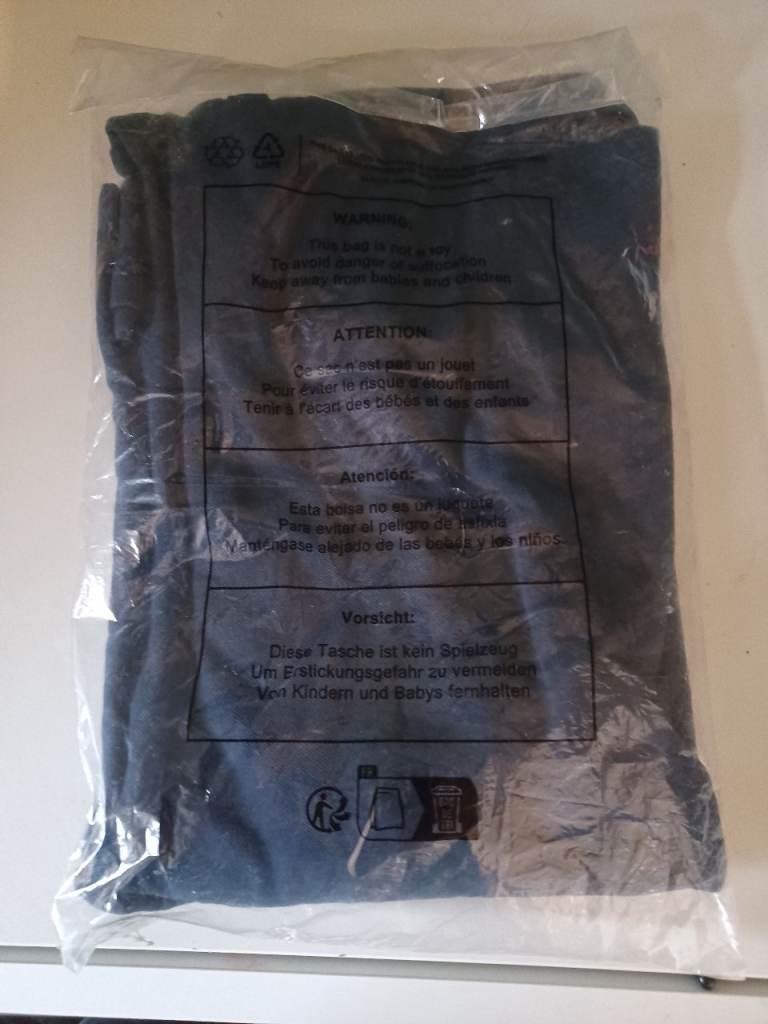 WARNING:
This bag is not a toy
To avoid danger of suffocation
Keep away from babies and children
ATTENTION:
Ce sac n'est pas un jouet
Pour éviter le risque d'étouffement
Tenir à l'écart des bébés et des enfants
Atención:
Esta bolsa no es un juguete
Para evitar el peligro de asfixia
Manténgase alejado de las bebés y los niños
Vorsicht:
Diese Tasche ist kein Spielzeug
Um Erstickungsgefahr zu vermeiden
Von Kindern und Babys fernhalten
FR